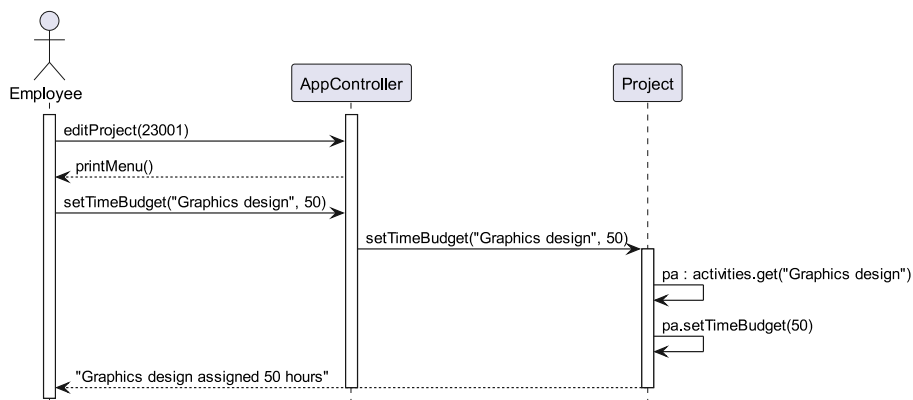 Employee
AppController
Project
editProject(23001)
printMenu()
setTimeBudget("Graphics design", 50)
setTimeBudget("Graphics design", 50)
pa : activities.get("Graphics design")
pa.setTimeBudget(50)
"Graphics design assigned 50 hours"